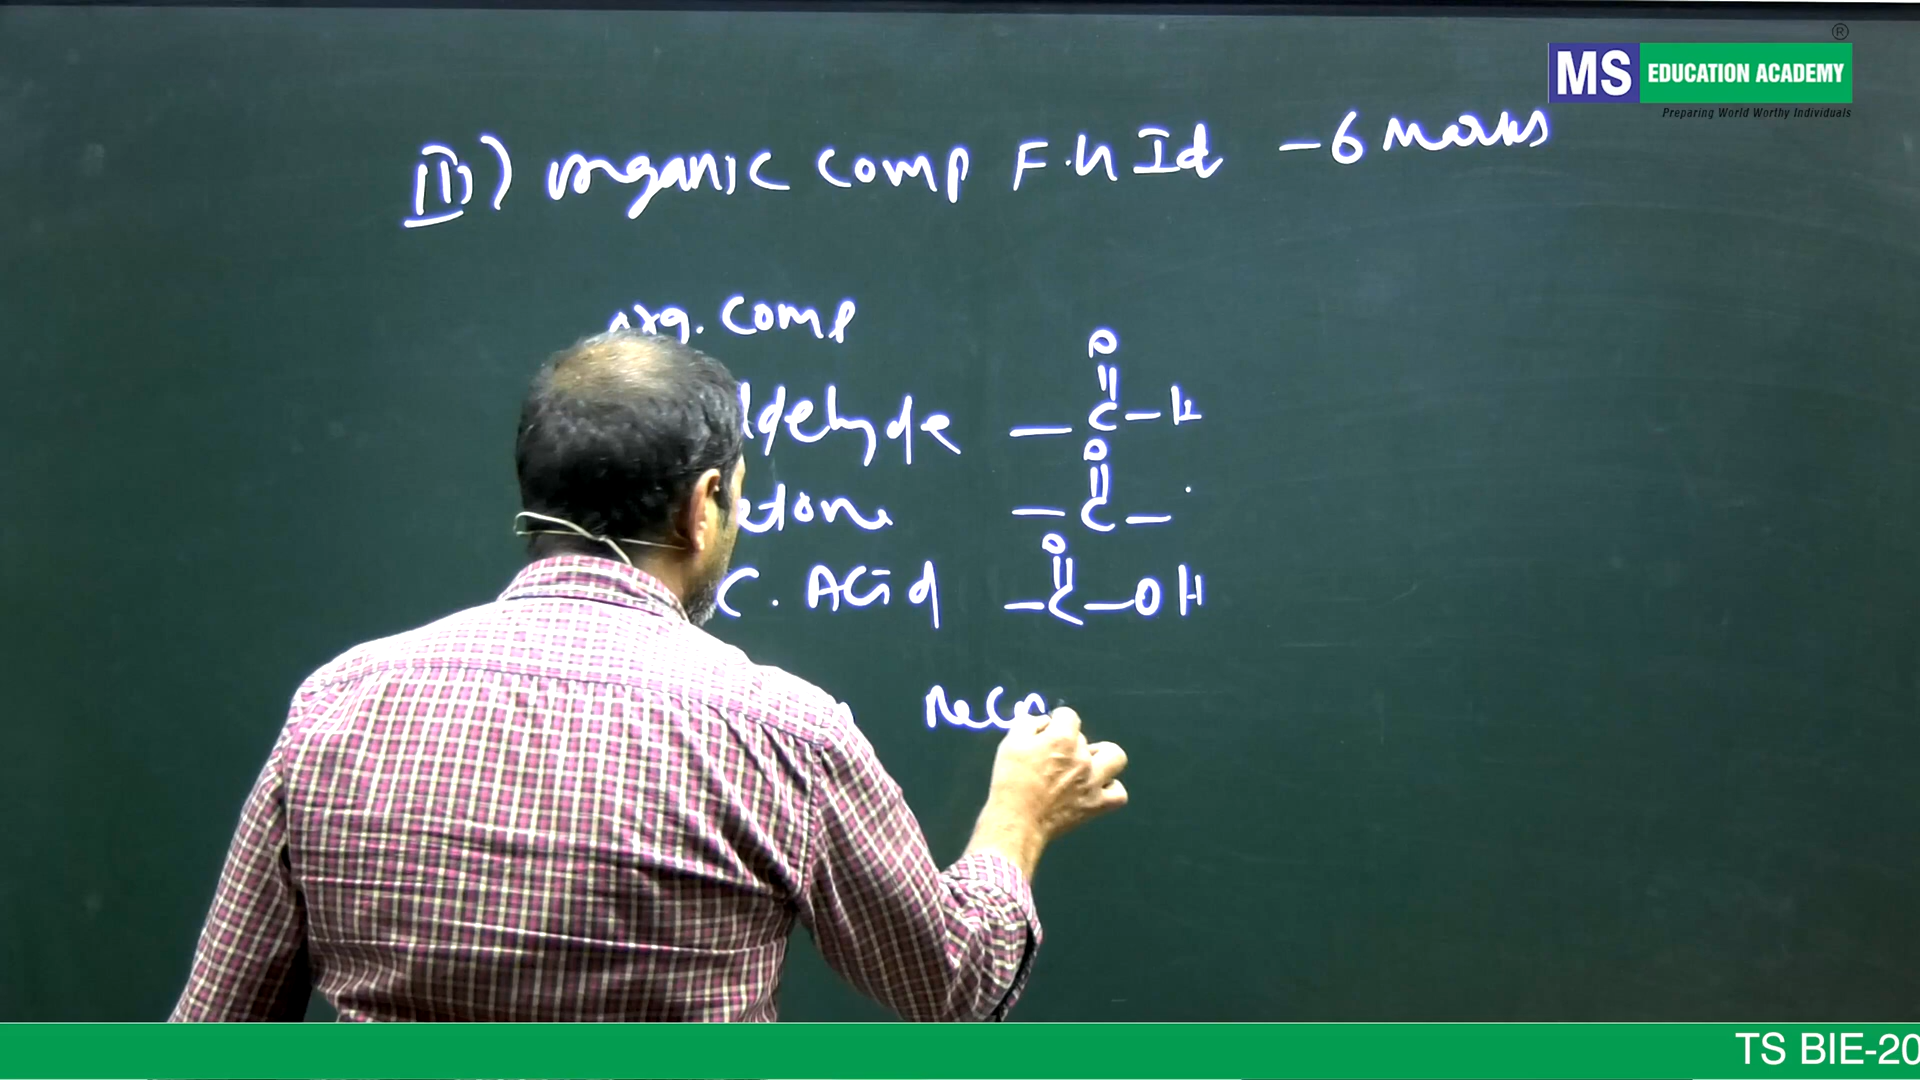 MS EDUCATION ACADEMY ®
Preparing World Worthy Individuals
III) organic comp F.G Id - 6 Marks
org. comp
ldehyde —C—H
O
||
etone —C—
O
||
C. Acid —C—OH
O
||
TS BIE-20